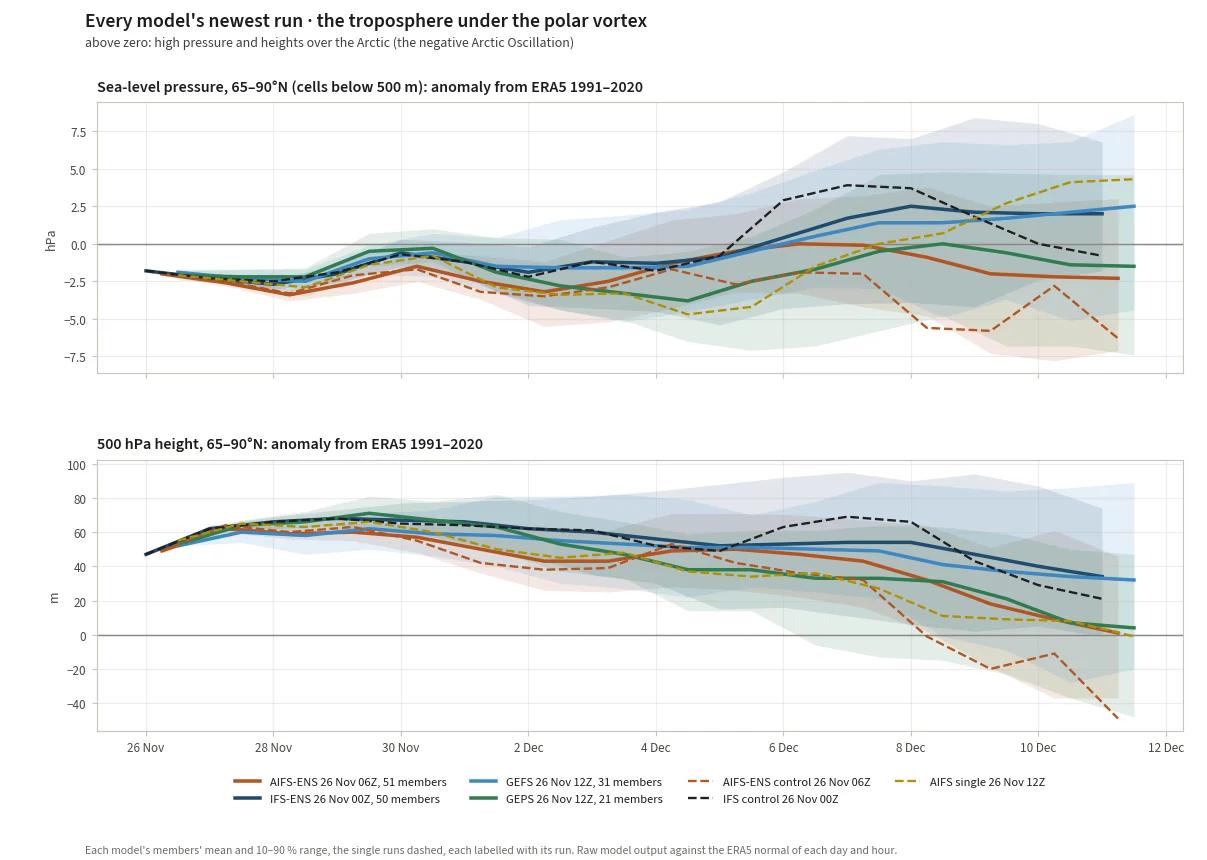 Every model's newest run · the troposphere under the polar vortex
above zero: high pressure and heights over the Arctic (the negative Arctic Oscillation)
Sea-level pressure, 65–90°N (cells below 500 m): anomaly from ERA5 1991–2020
7.5
5.0
2.5
0.0
−2.5
−5.0
−7.5
hPa
500 hPa height, 65–90°N: anomaly from ERA5 1991–2020
100
80
60
40
20
0
−20
−40
m
26 Nov 28 Nov 30 Nov 2 Dec 4 Dec 6 Dec 8 Dec 10 Dec 12 Dec
AIFS-ENS 26 Nov 06Z, 51 members GEFS 26 Nov 12Z, 31 members AIFS-ENS control 26 Nov 06Z AIFS single 26 Nov 12Z
IFS-ENS 26 Nov 00Z, 50 members GEPS 26 Nov 12Z, 21 members IFS control 26 Nov 00Z
Each model's members' mean and 10–90 % range, the single runs dashed, each labelled with its run. Raw model output against the ERA5 normal of each day and hour.